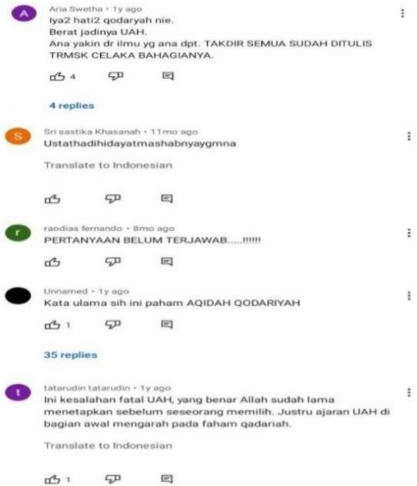 A
Aria Swetha • 1y ago
Iya2 hati2 qodaryah nie.
Berat jadinya UAH.
Ana yakin dr ilmu yg ana dpt. TAKDIR SEMUA SUDAH DITULIS
TRMSK CELAKA BAHAGIANYA.
4
4 replies
S
Sri sastika Khasanah • 11mo ago
Ustathadihidayatmashabnyaygmna
Translate to Indonesian
r
raodias fernando • 8mo ago
PERTANYAAN BELUM TERJAWAB.....!!!!!!
Unnamed • 1y ago
Kata ulama sih ini paham AQIDAH QODARIYAH
1
35 replies
t
tatarudin tatarudin • 1y ago
Ini kesalahan fatal UAH, yang benar Allah sudah lama
menetapkan sebelum seseorang memilih. Justru ajaran UAH di
bagian awal mengarah pada faham qadariah.
Translate to Indonesian
1